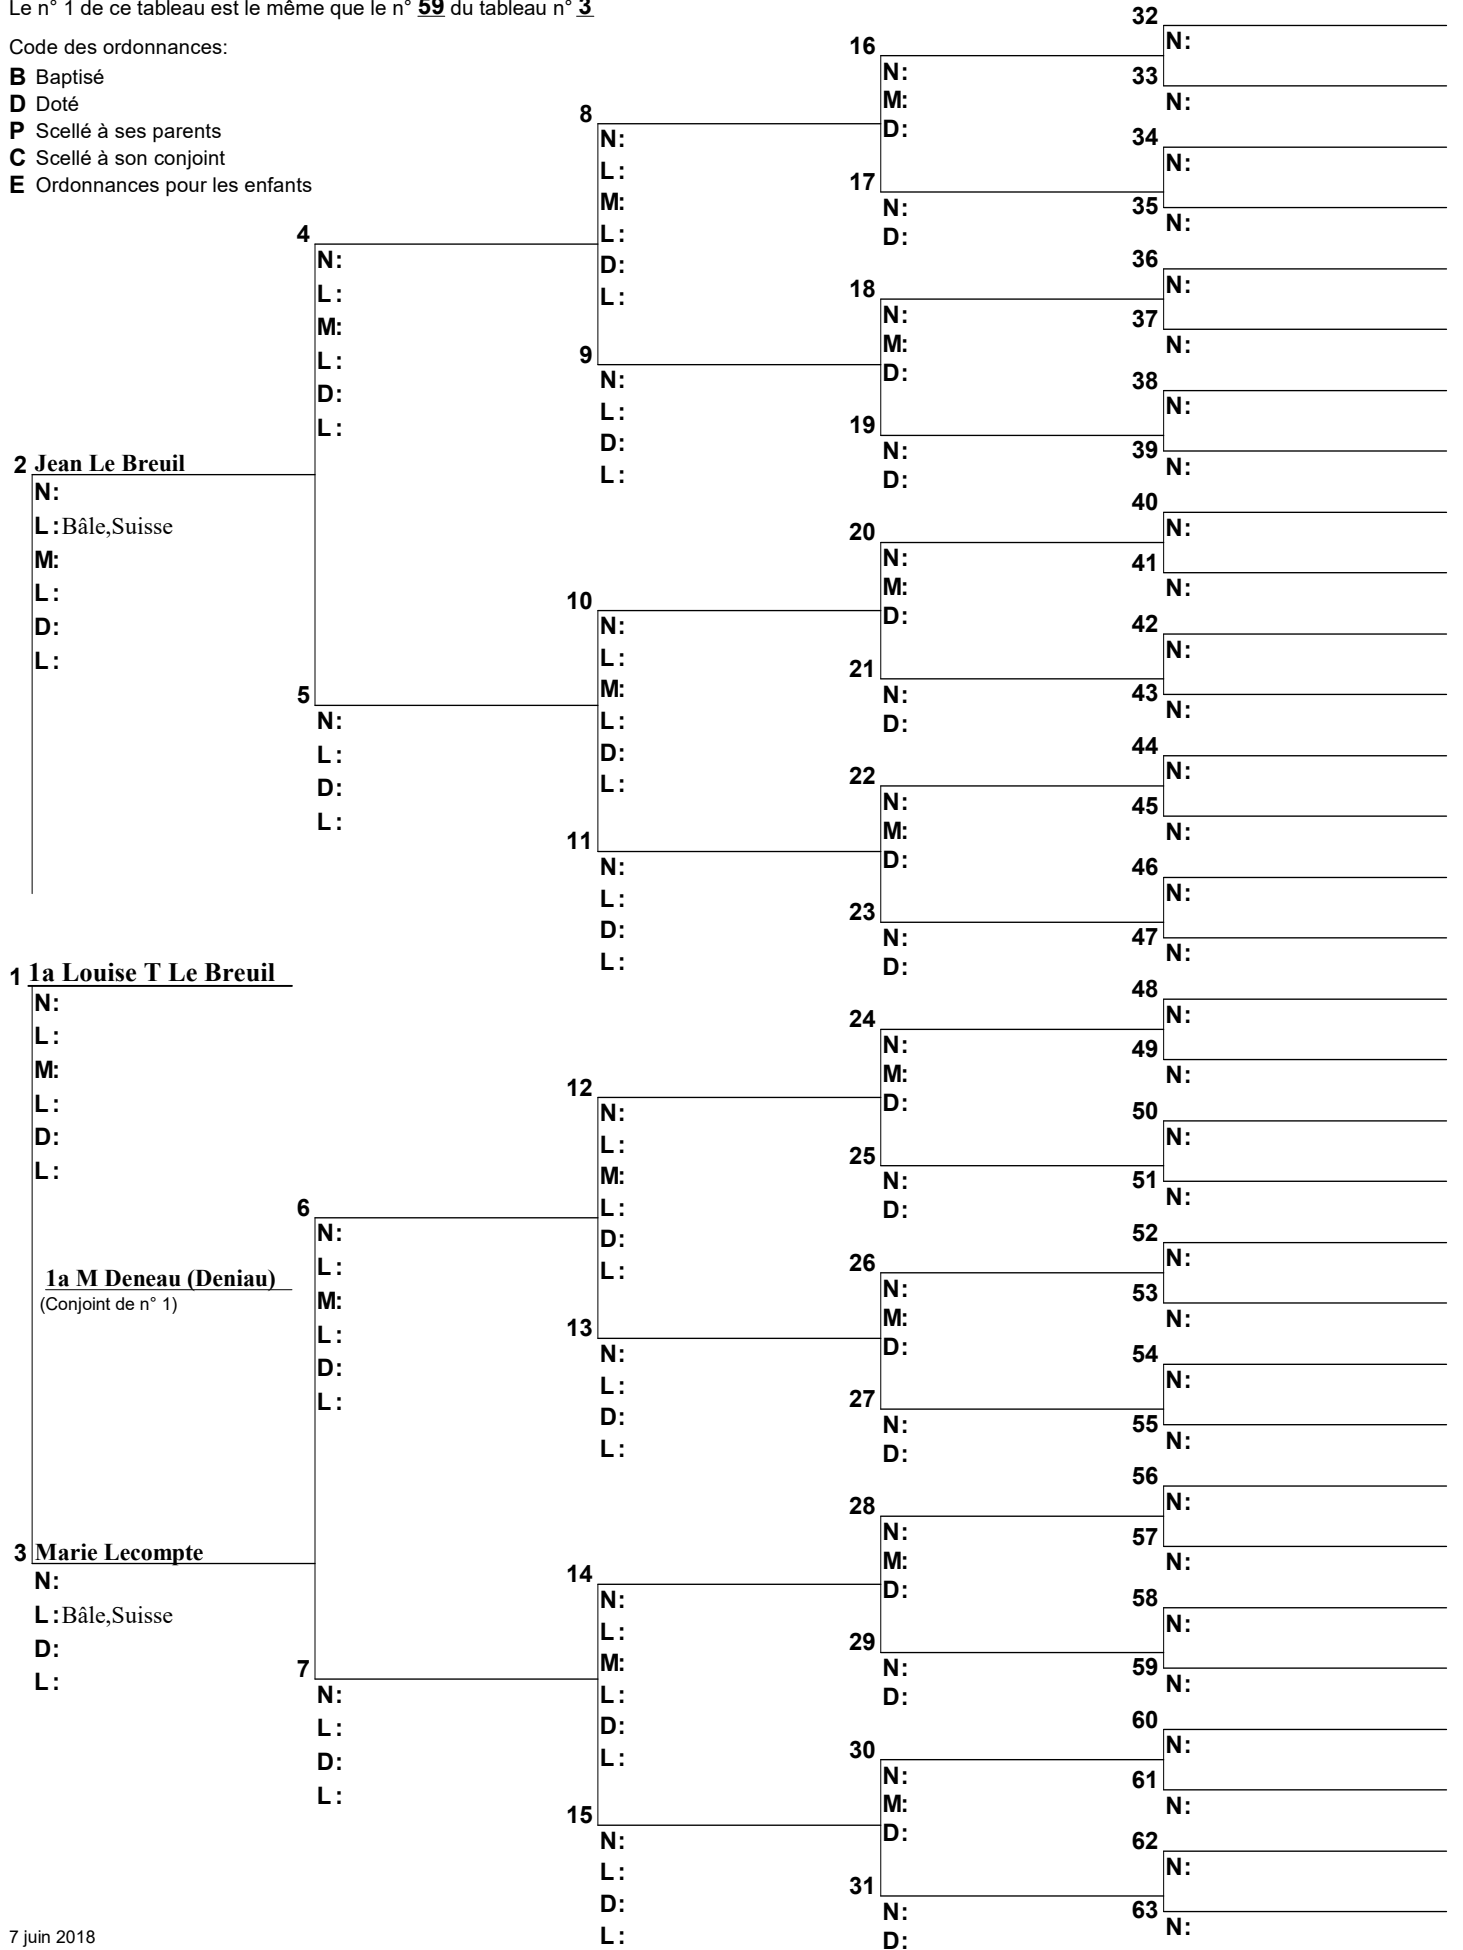 Le n° 1 de ce tableau est le même que le n° 59 du tableau n° 3
Code des ordonnances:
B Baptisé
D Doté
P Scellé à ses parents
C Scellé à son conjoint
E Ordonnances pour les enfants
2 Jean Le Breuil
N:
L:Bâle,Suisse
M:
L:
D:
L:
1 1a Louise T Le Breuil
N:
L:
M:
L:
D:
L:
1a M Deneau (Deniau)
(Conjoint de n° 1)
3 Marie Lecompte
N:
L:Bâle,Suisse
D:
L:
4
N:
L:
M:
L:
D:
L:
5
N:
L:
D:
L:
6
N:
L:
M:
L:
D:
L:
7
N:
L:
D:
L:
8
N:
L:
M:
L:
D:
L:
9
N:
L:
D:
L:
10
N:
L:
M:
L:
D:
L:
11
N:
L:
D:
L:
12
N:
L:
M:
L:
D:
L:
13
N:
L:
D:
L:
14
N:
L:
M:
L:
D:
L:
15
N:
L:
D:
L:
16
N:
M:
D:
17
N:
D:
18
N:
M:
D:
19
N:
D:
20
N:
M:
D:
21
N:
D:
22
N:
M:
D:
23
N:
D:
24
N:
M:
D:
25
N:
D:
26
N:
M:
D:
27
N:
D:
28
N:
M:
D:
29
N:
D:
30
N:
M:
D:
31
N:
D:
32
N:
33
N:
34
N:
35
N:
36
N:
37
N:
38
N:
39
N:
40
N:
41
N:
42
N:
43
N:
44
N:
45
N:
46
N:
47
N:
48
N:
49
N:
50
N:
51
N:
52
N:
53
N:
54
N:
55
N:
56
N:
57
N:
58
N:
59
N:
60
N:
61
N:
62
N:
63
N:
7 juin 2018